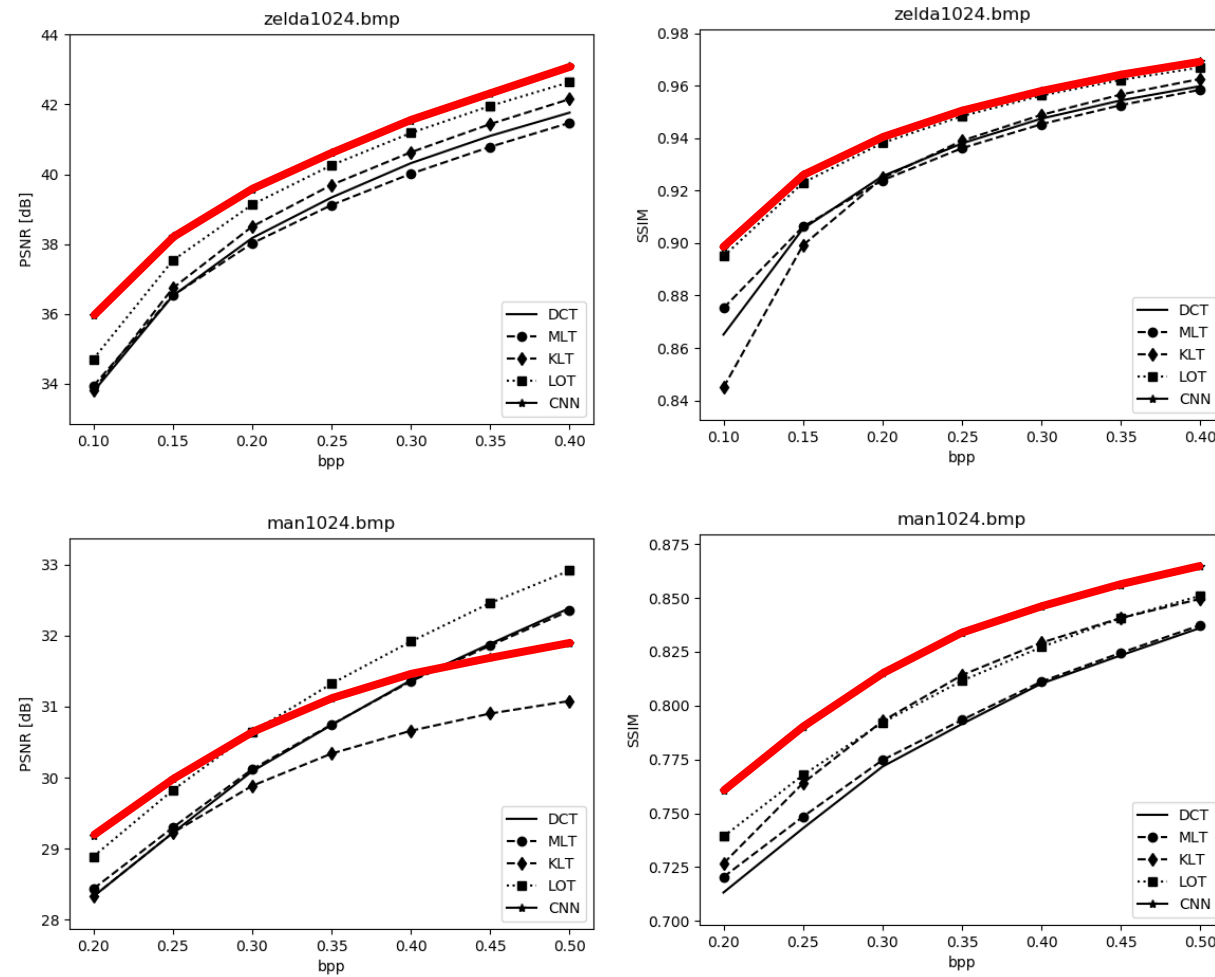 zelda1024.bmp
44
42
40
38
36
34
PSNR [dB]
0.10 0.15 0.20 0.25 0.30 0.35 0.40
bpp
DCT
MLT
KLT
LOT
CNN
zelda1024.bmp
0.98
0.96
0.94
0.92
0.90
0.88
0.86
0.84
SSIM
0.10 0.15 0.20 0.25 0.30 0.35 0.40
bpp
DCT
MLT
KLT
LOT
CNN
man1024.bmp
33
32
31
30
29
28
PSNR [dB]
0.20 0.25 0.30 0.35 0.40 0.45 0.50
bpp
DCT
MLT
KLT
LOT
CNN
man1024.bmp
0.875
0.850
0.825
0.800
0.775
0.750
0.725
0.700
SSIM
0.20 0.25 0.30 0.35 0.40 0.45 0.50
bpp
DCT
MLT
KLT
LOT
CNN